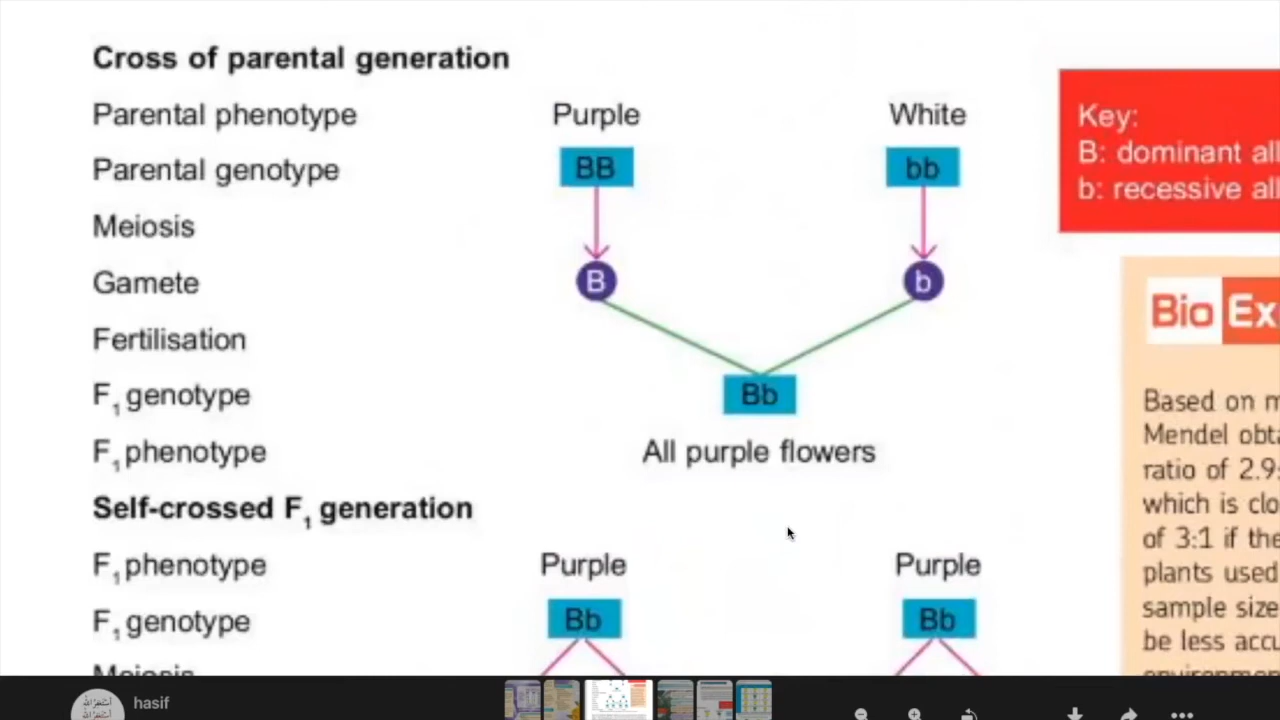 Cross of parental generation
Parental phenotype Purple White
Parental genotype BB bb
Meiosis
Gamete B b
Fertilisation
F1 genotype Bb
F1 phenotype All purple flowers
Self-crossed F1 generation
F1 phenotype Purple Purple
F1 genotype Bb Bb
Meiosis
Key:
B: dominant all
b: recessive all
Bio Ex
Based on m
Mendel obta
ratio of 2.9:
which is clo
of 3:1 if the
plants used
sample size
be less accu
environmen
hasif